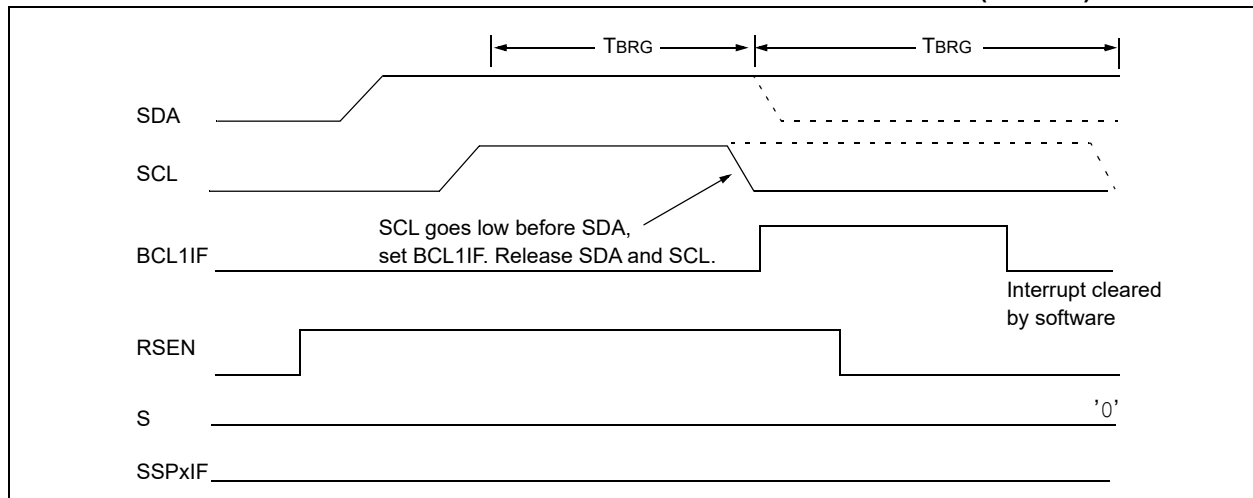 TBRG
TBRG
SDA
SCL
SCL goes low before SDA,
set BCL1IF. Release SDA and SCL.
BCL1IF
Interrupt cleared
by software
RSEN
S
'0'
SSPxIF